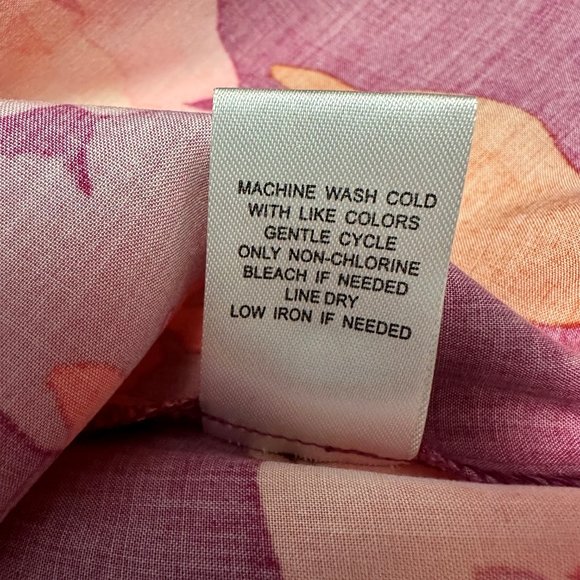 MACHINE WASH COLD
WITH LIKE COLORS
GENTLE CYCLE
ONLY NON-CHLORINE
BLEACH IF NEEDED
LINE DRY
LOW IRON IF NEEDED